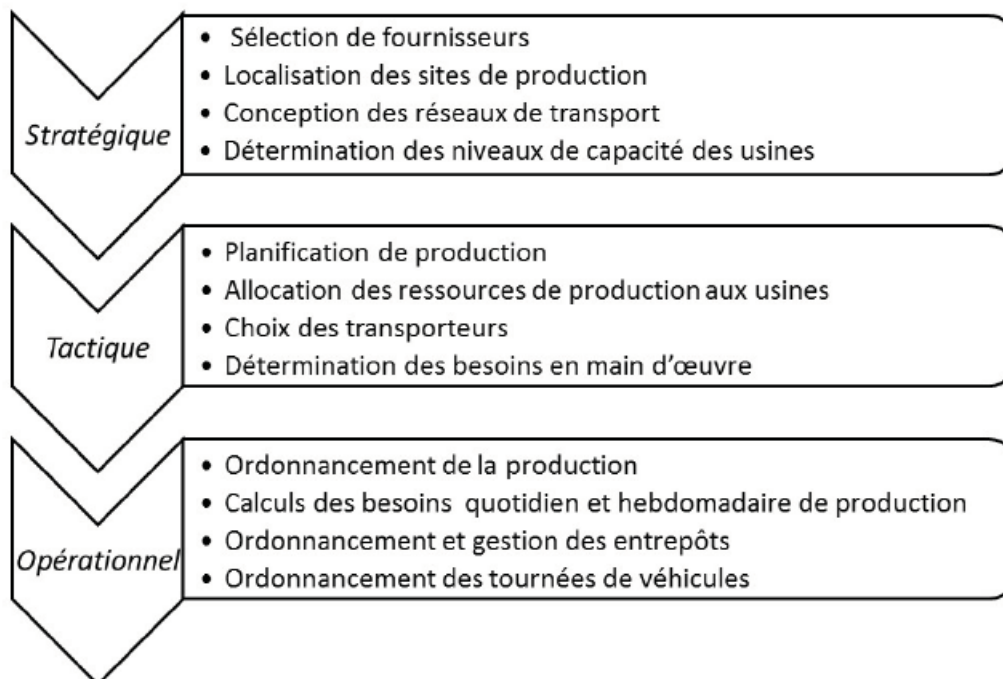 Stratégique
• Sélection de fournisseurs
• Localisation des sites de production
• Conception des réseaux de transport
• Détermination des niveaux de capacité des usines
Tactique
• Planification de production
• Allocation des ressources de production aux usines
• Choix des transporteurs
• Détermination des besoins en main d'œuvre
Opérationnel
• Ordonnancement de la production
• Calculs des besoins quotidien et hebdomadaire de production
• Ordonnancement et gestion des entrepôts
• Ordonnancement des tournées de véhicules